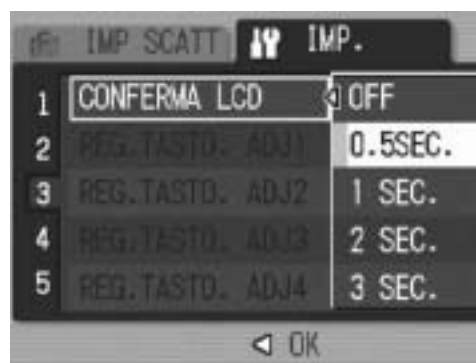 IMP SCATT IMP.
1 CONFERMA LCD OFF
2 REG.TASTO. ADJ1 0.5SEC.
3 REG.TASTO. ADJ2 1 SEC.
4 REG.TASTO. ADJ3 2 SEC.
5 REG.TASTO. ADJ4 3 SEC.
OK